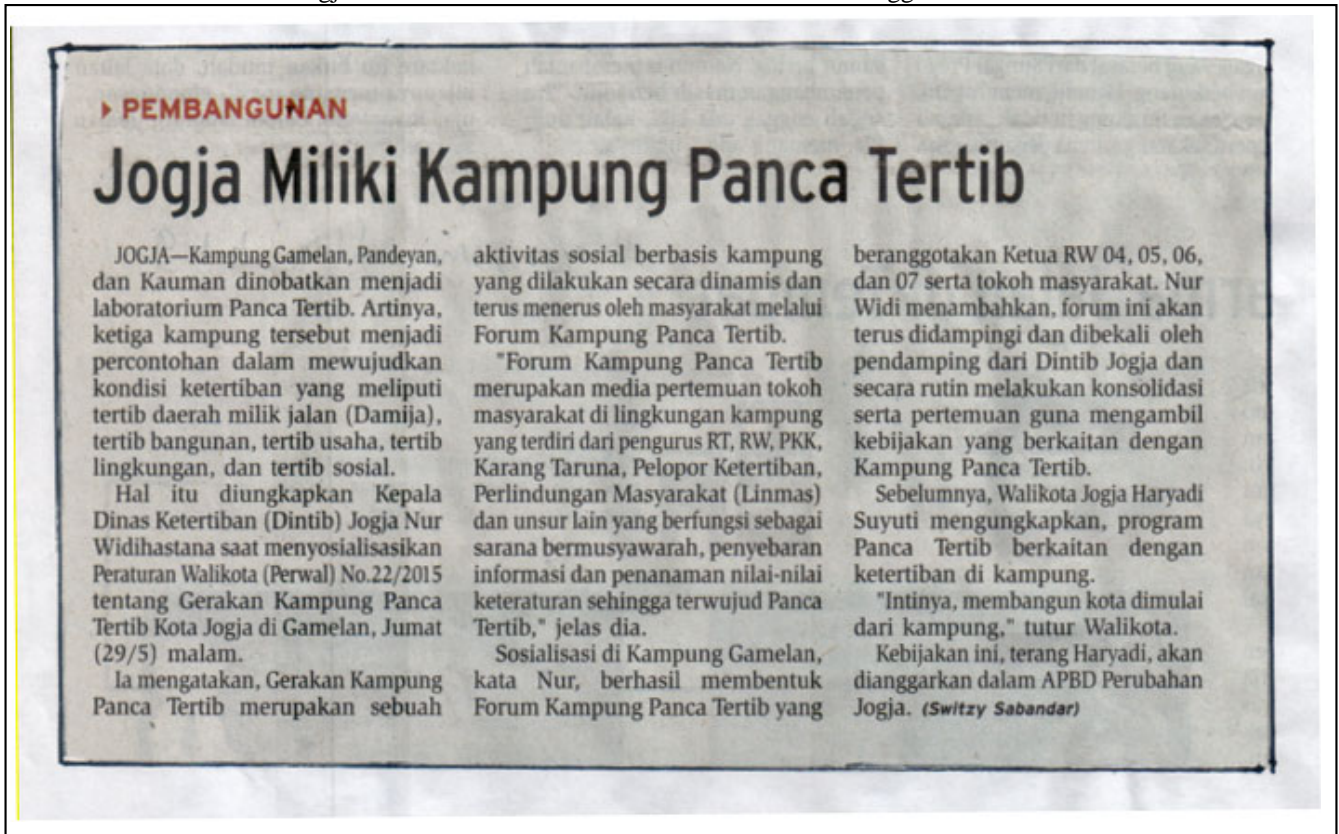 PEMBANGUNAN
Jogja Miliki Kampung Panca Tertib
JOGJA—Kampung Gamelan, Pandeyan,
dan Kauman dinobatkan menjadi
laboratorium Panca Tertib. Artinya,
ketiga kampung tersebut menjadi
percontohan dalam mewujudkan
kondisi ketertiban yang meliputi
tertib daerah milik jalan (Damija),
tertib bangunan, tertib usaha, tertib
lingkungan, dan tertib sosial.
Hal itu diungkapkan Kepala
Dinas Ketertiban (Dintib) Jogja Nur
Widihastana saat menyosialisasikan
Peraturan Walikota (Perwal) No.22/2015
tentang Gerakan Kampung Panca
Tertib Kota Jogja di Gamelan, Jumat
(29/5) malam.
Ia mengatakan, Gerakan Kampung
Panca Tertib merupakan sebuah
aktivitas sosial berbasis kampung
yang dilakukan secara dinamis dan
terus menerus oleh masyarakat melalui
Forum Kampung Panca Tertib.
"Forum Kampung Panca Tertib
merupakan media pertemuan tokoh
masyarakat di lingkungan kampung
yang terdiri dari pengurus RT, RW, PKK,
Karang Taruna, Pelopor Ketertiban,
Perlindungan Masyarakat (Linmas)
dan unsur lain yang berfungsi sebagai
sarana bermusyawarah, penyebaran
informasi dan penanaman nilai-nilai
keteraturan sehingga terwujud Panca
Tertib," jelas dia.
Sosialisasi di Kampung Gamelan,
kata Nur, berhasil membentuk
Forum Kampung Panca Tertib yang
beranggotakan Ketua RW 04, 05, 06,
dan 07 serta tokoh masyarakat. Nur
Widi menambahkan, forum ini akan
terus didampingi dan dibekali oleh
pendamping dari Dintib Jogja dan
secara rutin melakukan konsolidasi
serta pertemuan guna mengambil
kebijakan yang berkaitan dengan
Kampung Panca Tertib.
Sebelumnya, Walikota Jogja Haryadi
Suyuti mengungkapkan, program
Panca Tertib berkaitan dengan
ketertiban di kampung.
"Intinya, membangun kota dimulai
dari kampung," tutur Walikota.
Kebijakan ini, terang Haryadi, akan
dianggarkan dalam APBD Perubahan
Jogja. (Switzy Sabandar)